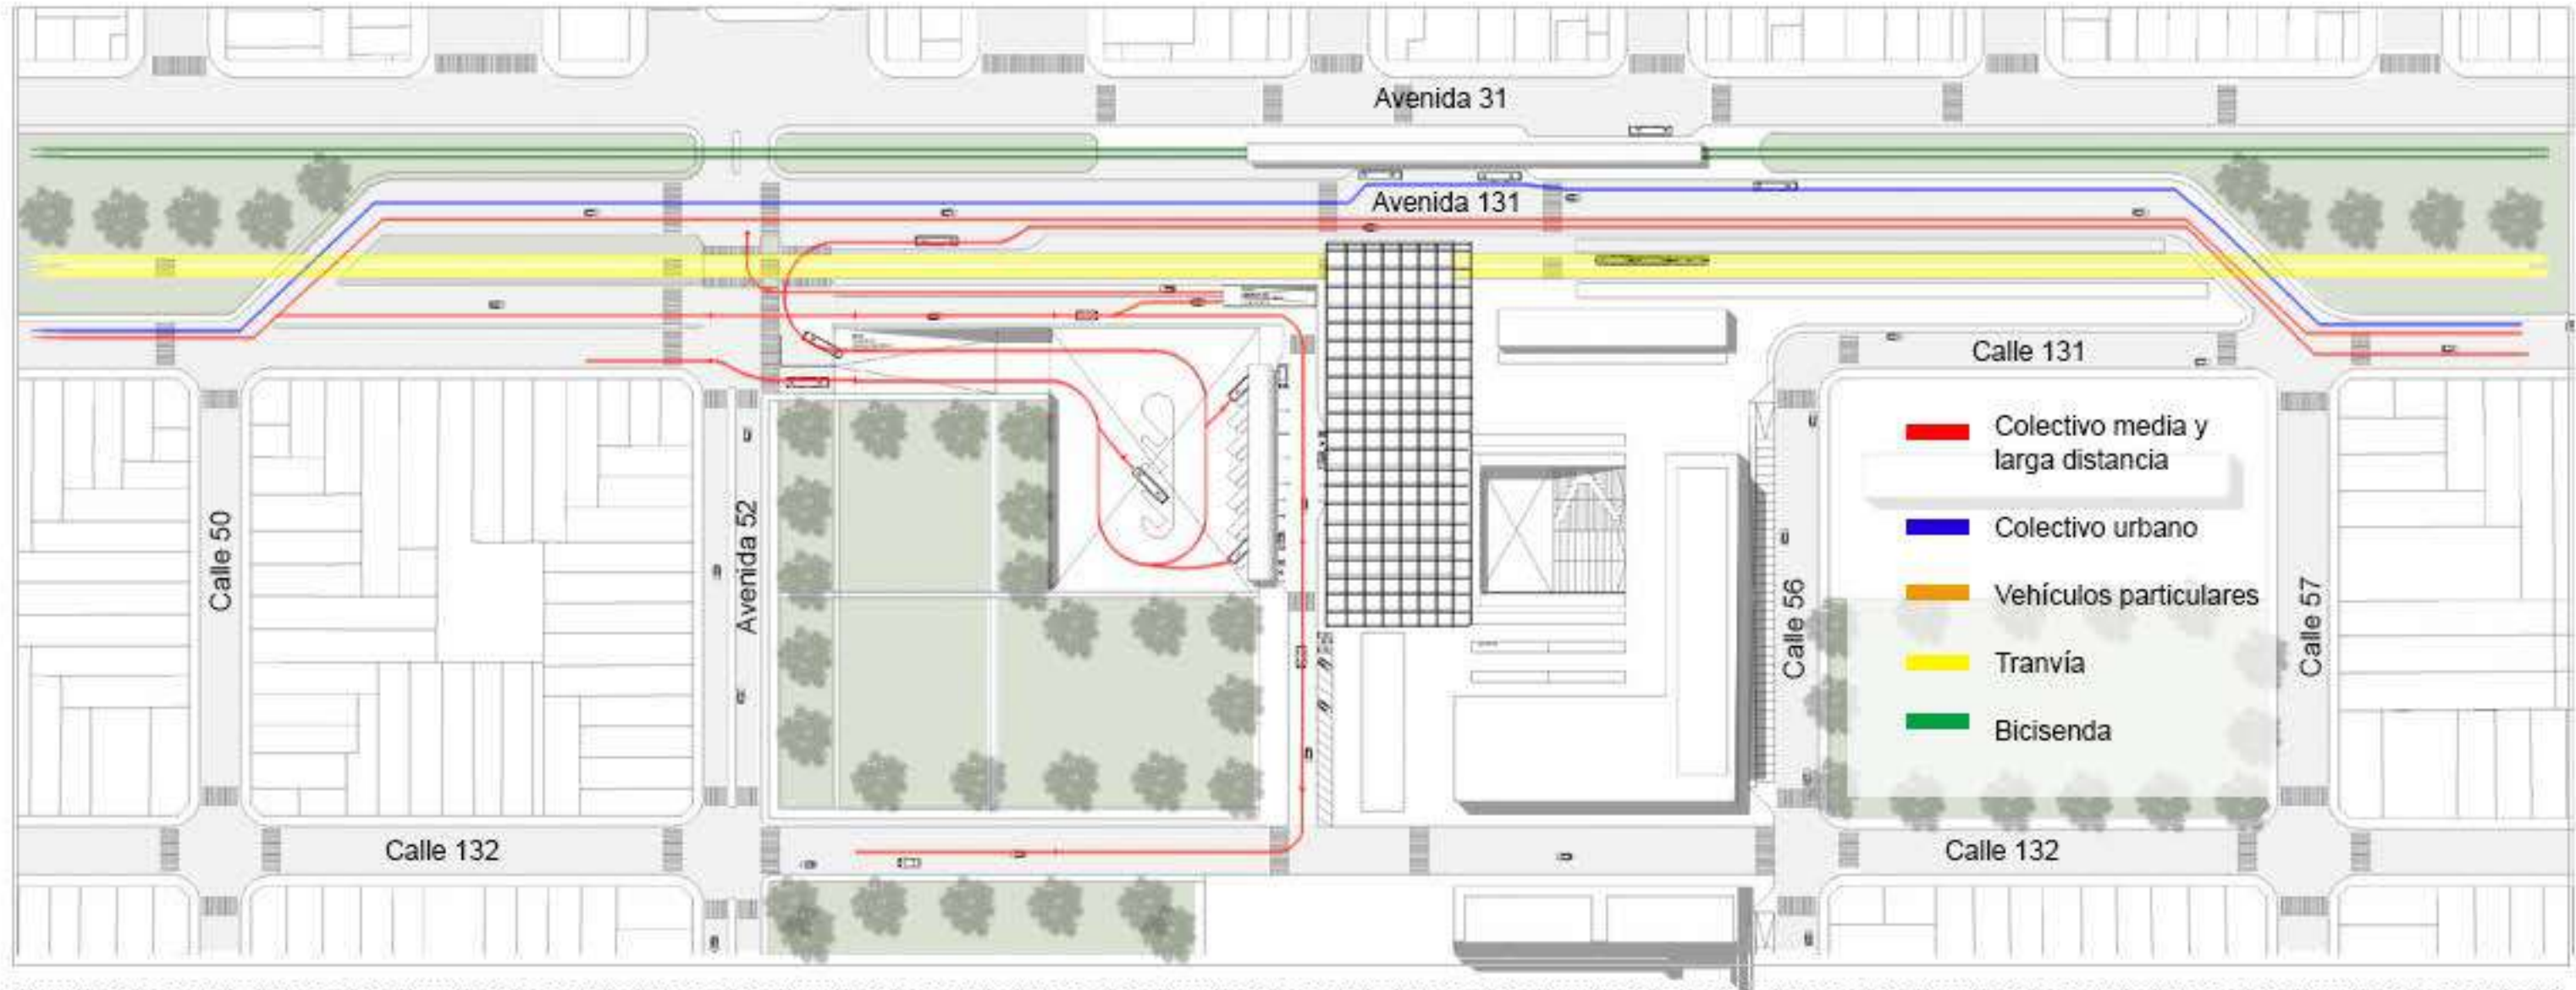 Avenida 31
Avenida 131
Calle 131
Colectivo media y
larga distancia
Colectivo urbano
Vehículos particulares
Tranvía
Bicisenda
Calle 50
Avenida 52
Calle 56
Calle 57
Calle 132
Calle 132